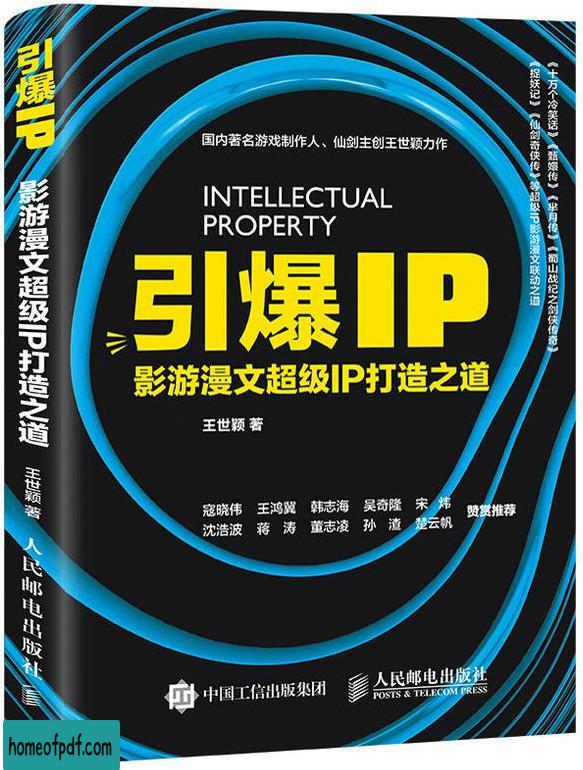 引爆IP
影游漫文超级IP打造之道
王世颖 著
人民邮电出版社
国内著名游戏制作人、仙剑主创王世颖力作
《十万个冷笑话》《甄嬛传》《芈月传》《蜀山战纪之剑侠传奇》
《捉妖记》《仙剑奇侠传》等超级IP影游漫文联动之道
INTELLECTUAL
PROPERTY
引爆IP
影游漫文超级IP打造之道
王世颖 著
寇晓伟 王鸿冀 韩志海 吴奇隆 宋 炜 赞赏推荐
沈浩波 蒋 涛 董志凌 孙 渣 楚云帆
中国工信出版集团
人民邮电出版社
POSTS & TELECOM PRESS
homeofpdf.com